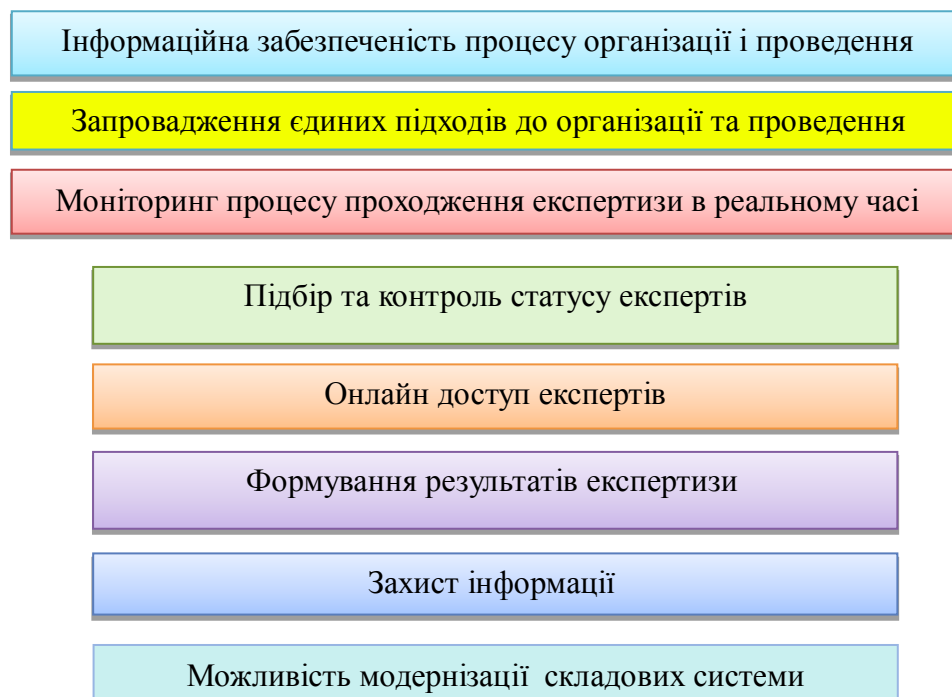 Інформаційна забезпеченість процесу організації і проведення
Запровадження єдиних підходів до організації та проведення
Моніторинг процесу проходження експертизи в реальному часі
Підбір та контроль статусу експертів
Онлайн доступ експертів
Формування результатів експертизи
Захист інформації
Можливість модернізації складових системи